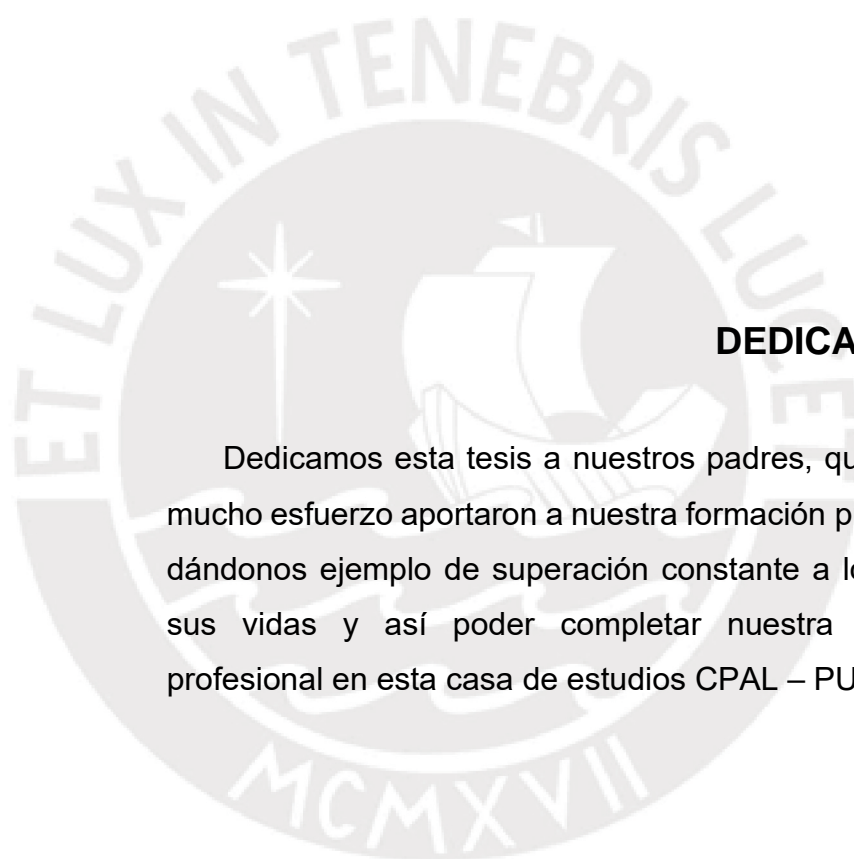 ET LUX IN TENEBRIS LUCET
DEDICA
Dedicamos esta tesis a nuestros padres, qu
mucho esfuerzo aportaron a nuestra formación p
dándonos ejemplo de superación constante a lo
sus vidas y así poder completar nuestra
profesional en esta casa de estudios CPAL – PU
MCMXVII